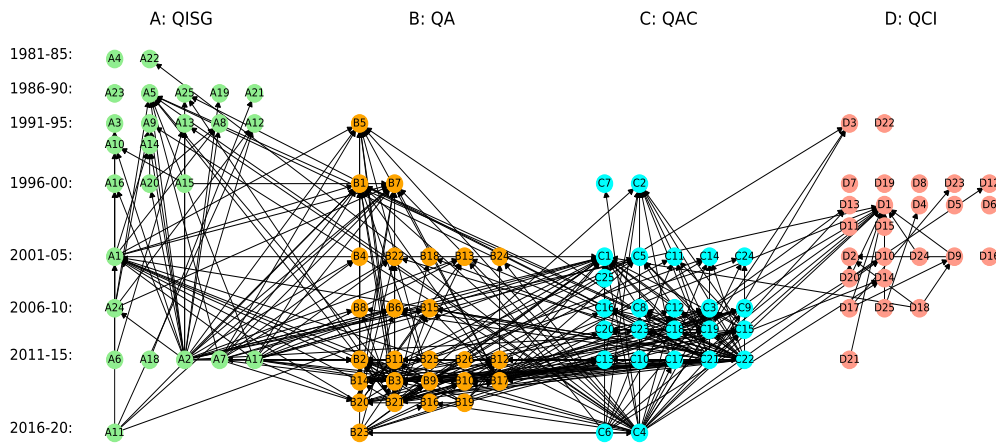 A: QISG B: QA C: QAC D: QCI
1981-85: A4 A22
1986-90: A23 A5 A25 A19 A21
1991-95: A3 A9 A13 A8 A12 B5 D3 D22
A10 A14
1996-00: A16 A20 A15 B1 B7 C7 C2 D7 D19 D8 D23 D12
D13 D1 D4 D5 D6
D11 D15
2001-05: A1 B4 B22 B18 B13 B24 C1 C5 C11 C14 C24 D2 D10 D24 D9 D16
C25 D20 D14
2006-10: A24 B8 B6 B15 C16 C8 C12 C3 C9 D17 D25 D18
C20 C23 C18 C19 C15
2011-15: A6 A18 A2 A7 A17 B2 B11 B25 B26 B12 C13 C10 C17 C21 C22 D21
B14 B3 B9 B10 B17
B20 B21 B16 B19
2016-20: A11 B23 C6 C4